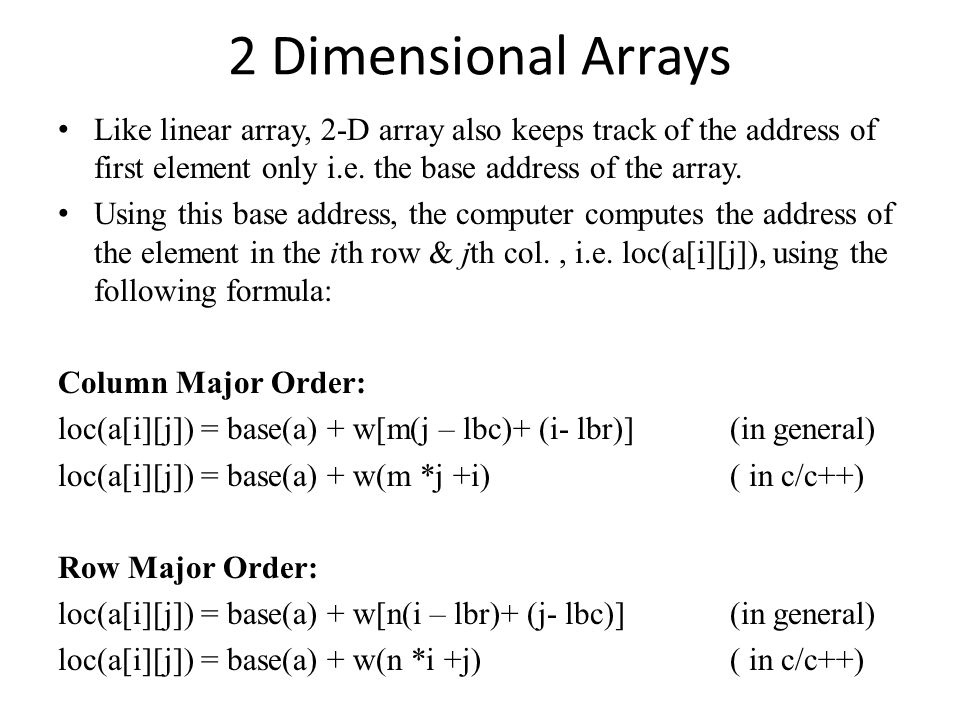 2 Dimensional Arrays
• Like linear array, 2-D array also keeps track of the address of
first element only i.e. the base address of the array.
• Using this base address, the computer computes the address of
the element in the ith row & jth col. , i.e. loc(a[i][j]), using the
following formula:
Column Major Order:
loc(a[i][j]) = base(a) + w[m(j – lbc)+ (i- lbr)] (in general)
loc(a[i][j]) = base(a) + w(m *j +i) ( in c/c++)
Row Major Order:
loc(a[i][j]) = base(a) + w[n(i – lbr)+ (j- lbc)] (in general)
loc(a[i][j]) = base(a) + w(n *i +j) ( in c/c++)